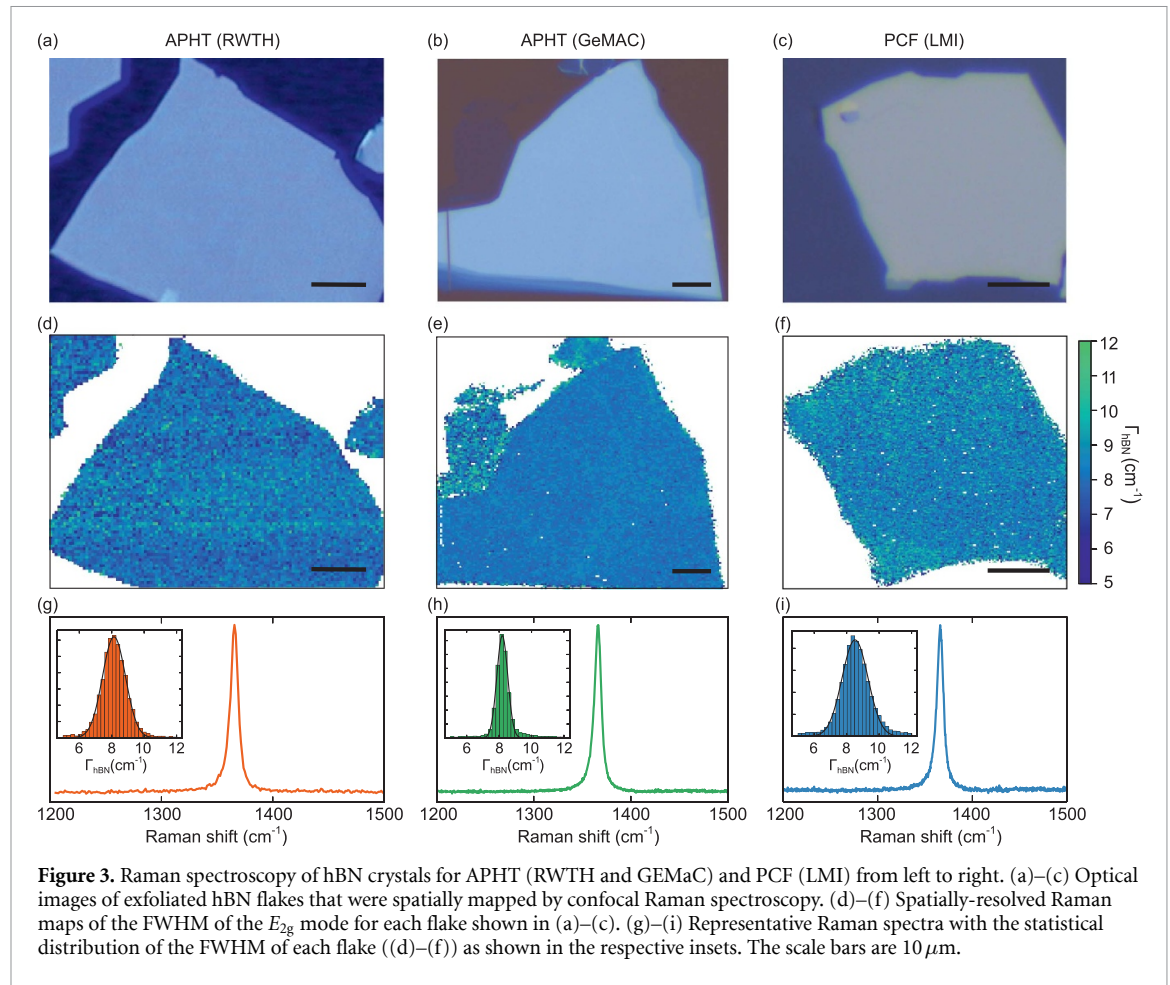 (a) APHT (RWTH)
(b) APHT (GeMAC)
(c) PCF (LMI)
(d)
(e)
(f)
12
11
10
9
8
7
6
5
ΓhBN (cm-1)
(g)
6 8 10 12
ΓhBN(cm-1)
1200 1300 1400 1500
Raman shift (cm-1)
(h)
6 8 10 12
ΓhBN(cm-1)
1200 1300 1400 1500
Raman shift (cm-1)
(i)
6 8 10 12
ΓhBN(cm-1)
1200 1300 1400 1500
Raman shift (cm-1)
Figure 3. Raman spectroscopy of hBN crystals for APHT (RWTH and GEMaC) and PCF (LMI) from left to right. (a)–(c) Optical
images of exfoliated hBN flakes that were spatially mapped by confocal Raman spectroscopy. (d)–(f) Spatially-resolved Raman
maps of the FWHM of the E2g mode for each flake shown in (a)–(c). (g)–(i) Representative Raman spectra with the statistical
distribution of the FWHM of each flake ((d)–(f)) as shown in the respective insets. The scale bars are 10 μm.